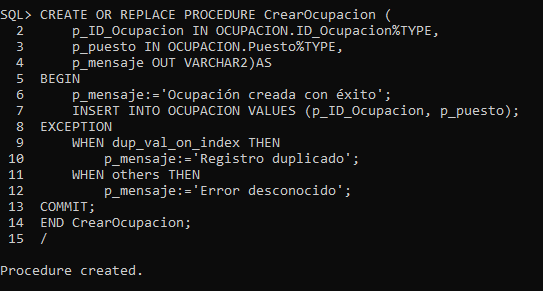 SQL> CREATE OR REPLACE PROCEDURE CrearOcupacion (
  2      p_ID_Ocupacion IN OCUPACION.ID_Ocupacion%TYPE,
  3      p_puesto IN OCUPACION.Puesto%TYPE,
  4      p_mensaje OUT VARCHAR2)AS
  5  BEGIN
  6      p_mensaje:='Ocupación creada con éxito';
  7      INSERT INTO OCUPACION VALUES (p_ID_Ocupacion, p_puesto);
  8  EXCEPTION
  9      WHEN dup_val_on_index THEN
 10          p_mensaje:='Registro duplicado';
 11      WHEN others THEN
 12          p_mensaje:='Error desconocido';
 13  COMMIT;
 14  END CrearOcupacion;
 15  /
Procedure created.